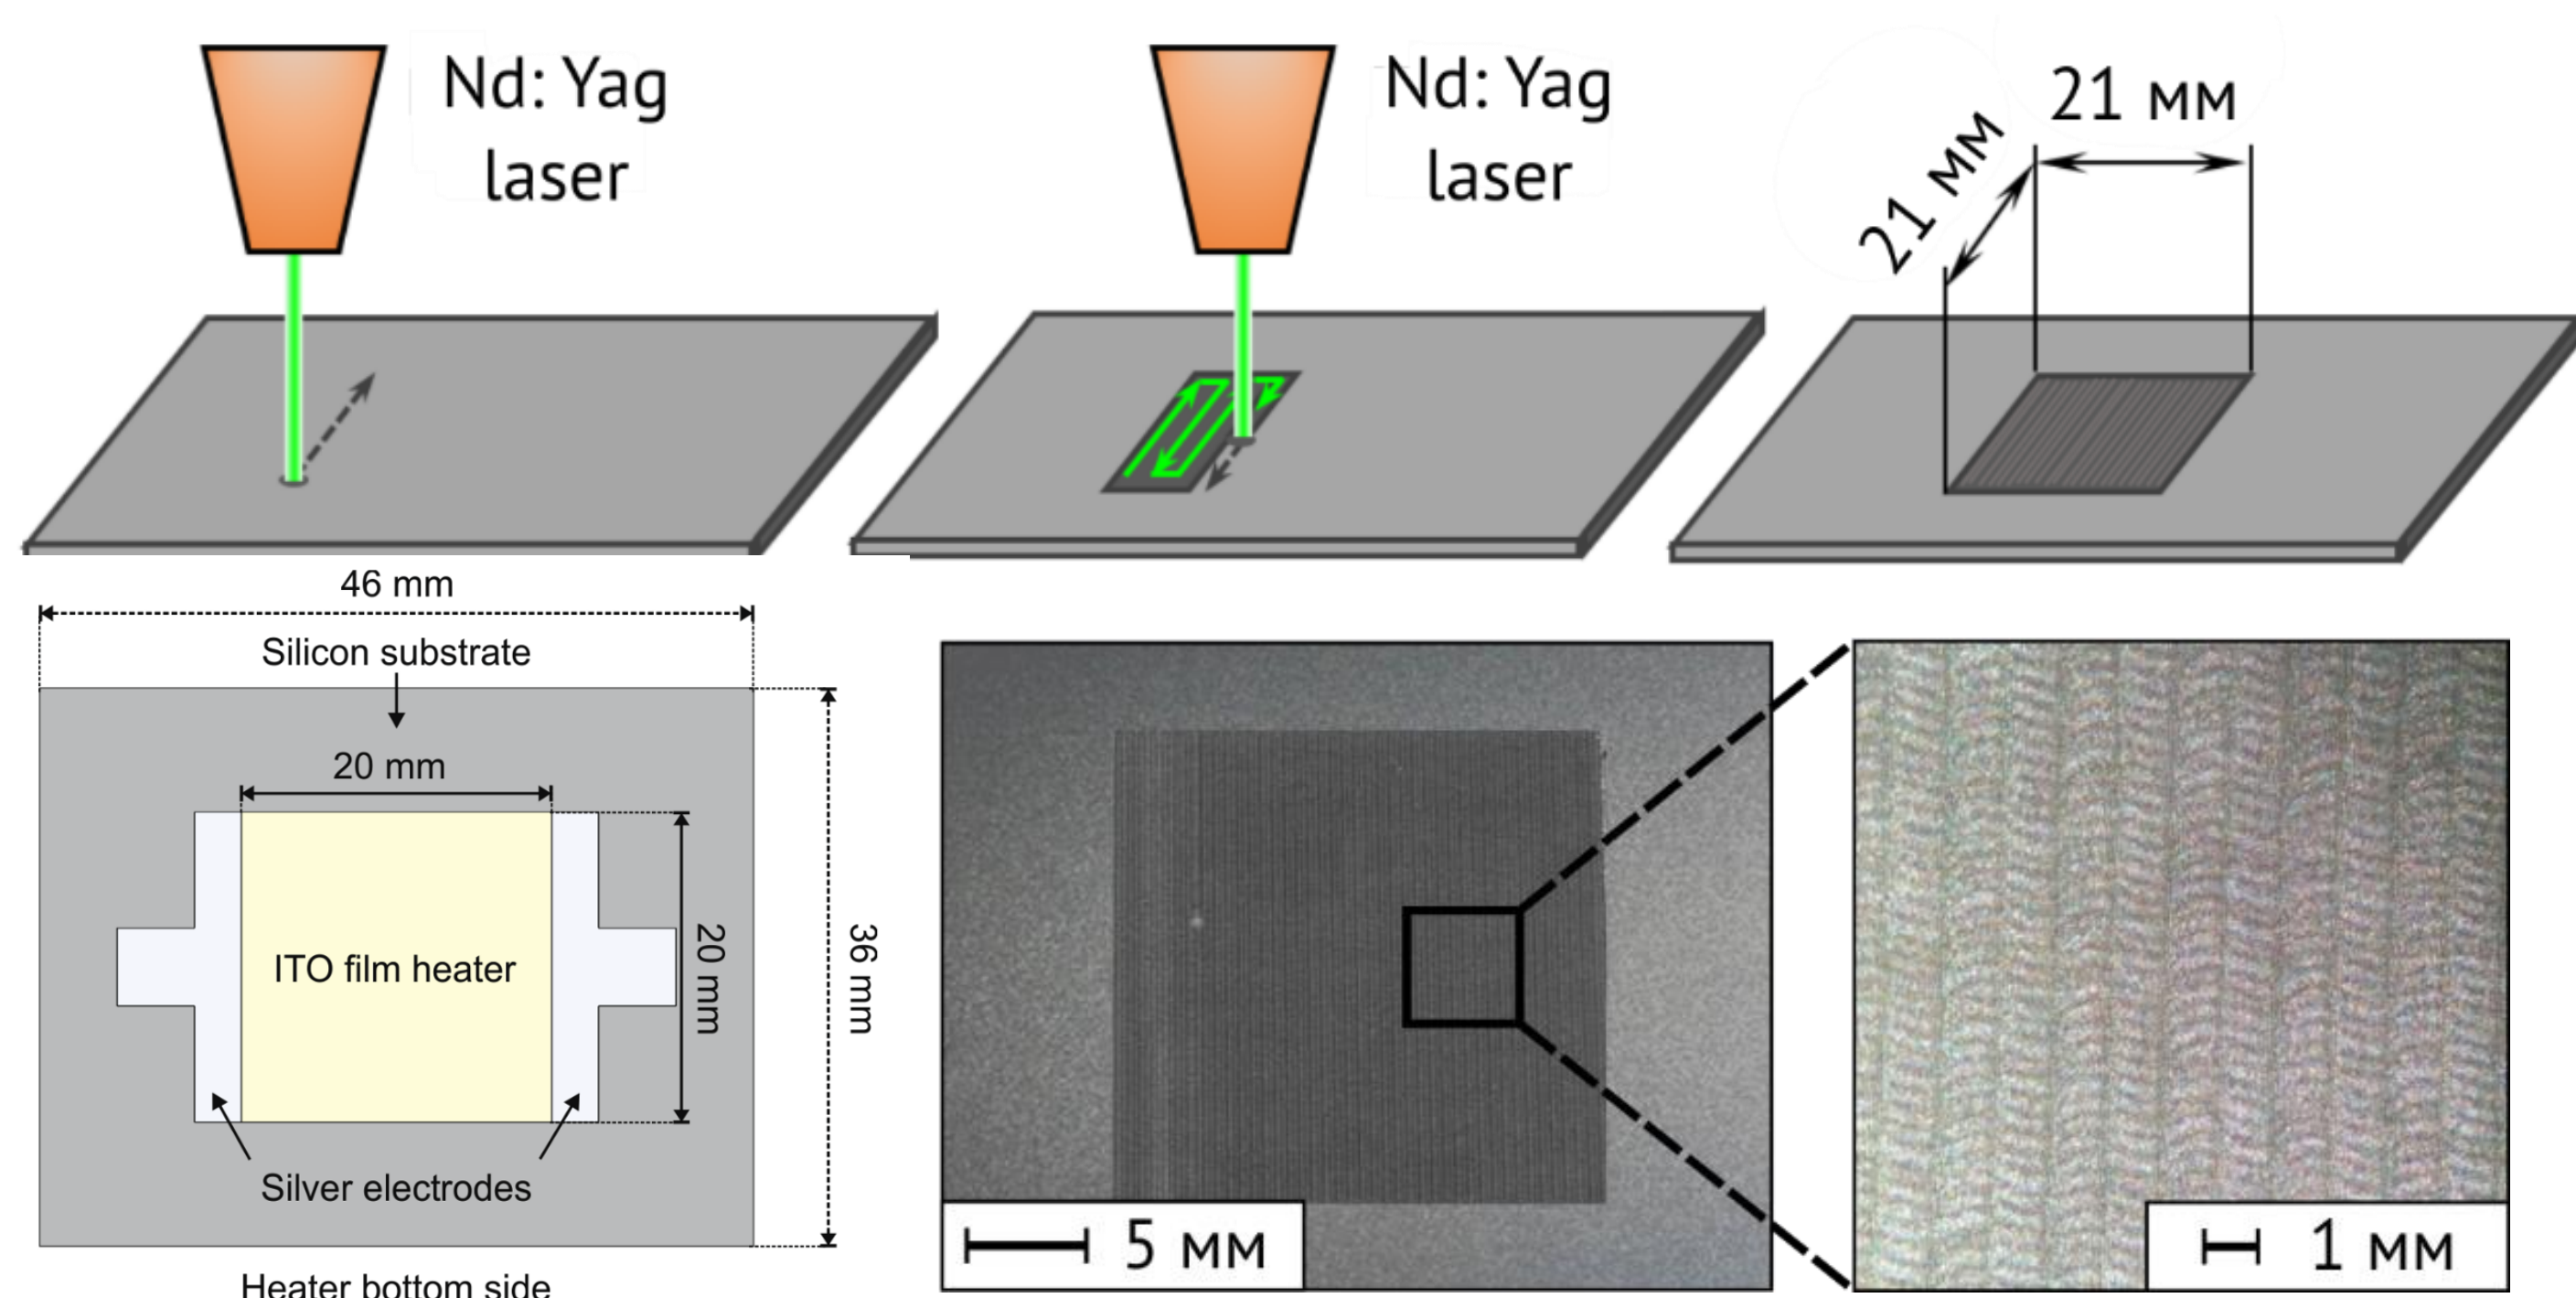 Nd: Yag
laser
Nd: Yag
laser
21 мм
21 мм
46 mm
Silicon substrate
20 mm
ITO film heater
20 mm
36 mm
Silver electrodes
Heater bottom side
5 мм
1 мм